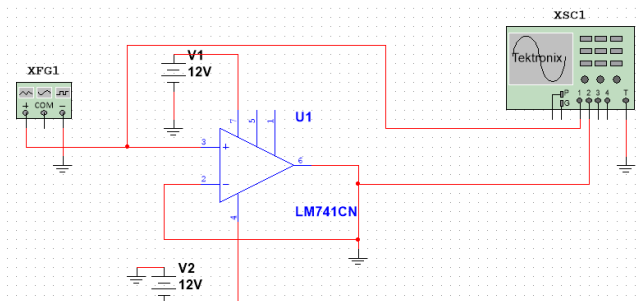 XSC1
Tektronix
P
G
1 2 3 4 T
XFG1
+ COM −
V1
12V
U1
7 5 1
3 +
6
2 −
4
LM741CN
V2
12V